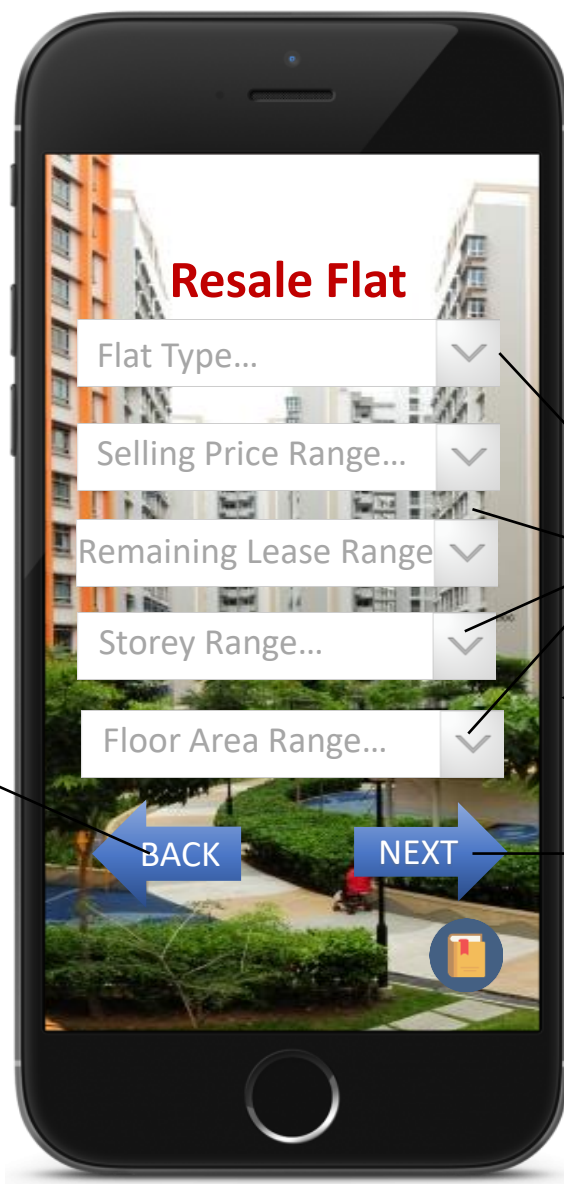 Resale Flat
Flat Type…
Selling Price Range…
Remaining Lease Range
Storey Range…
Floor Area Range…
BACK NEXT